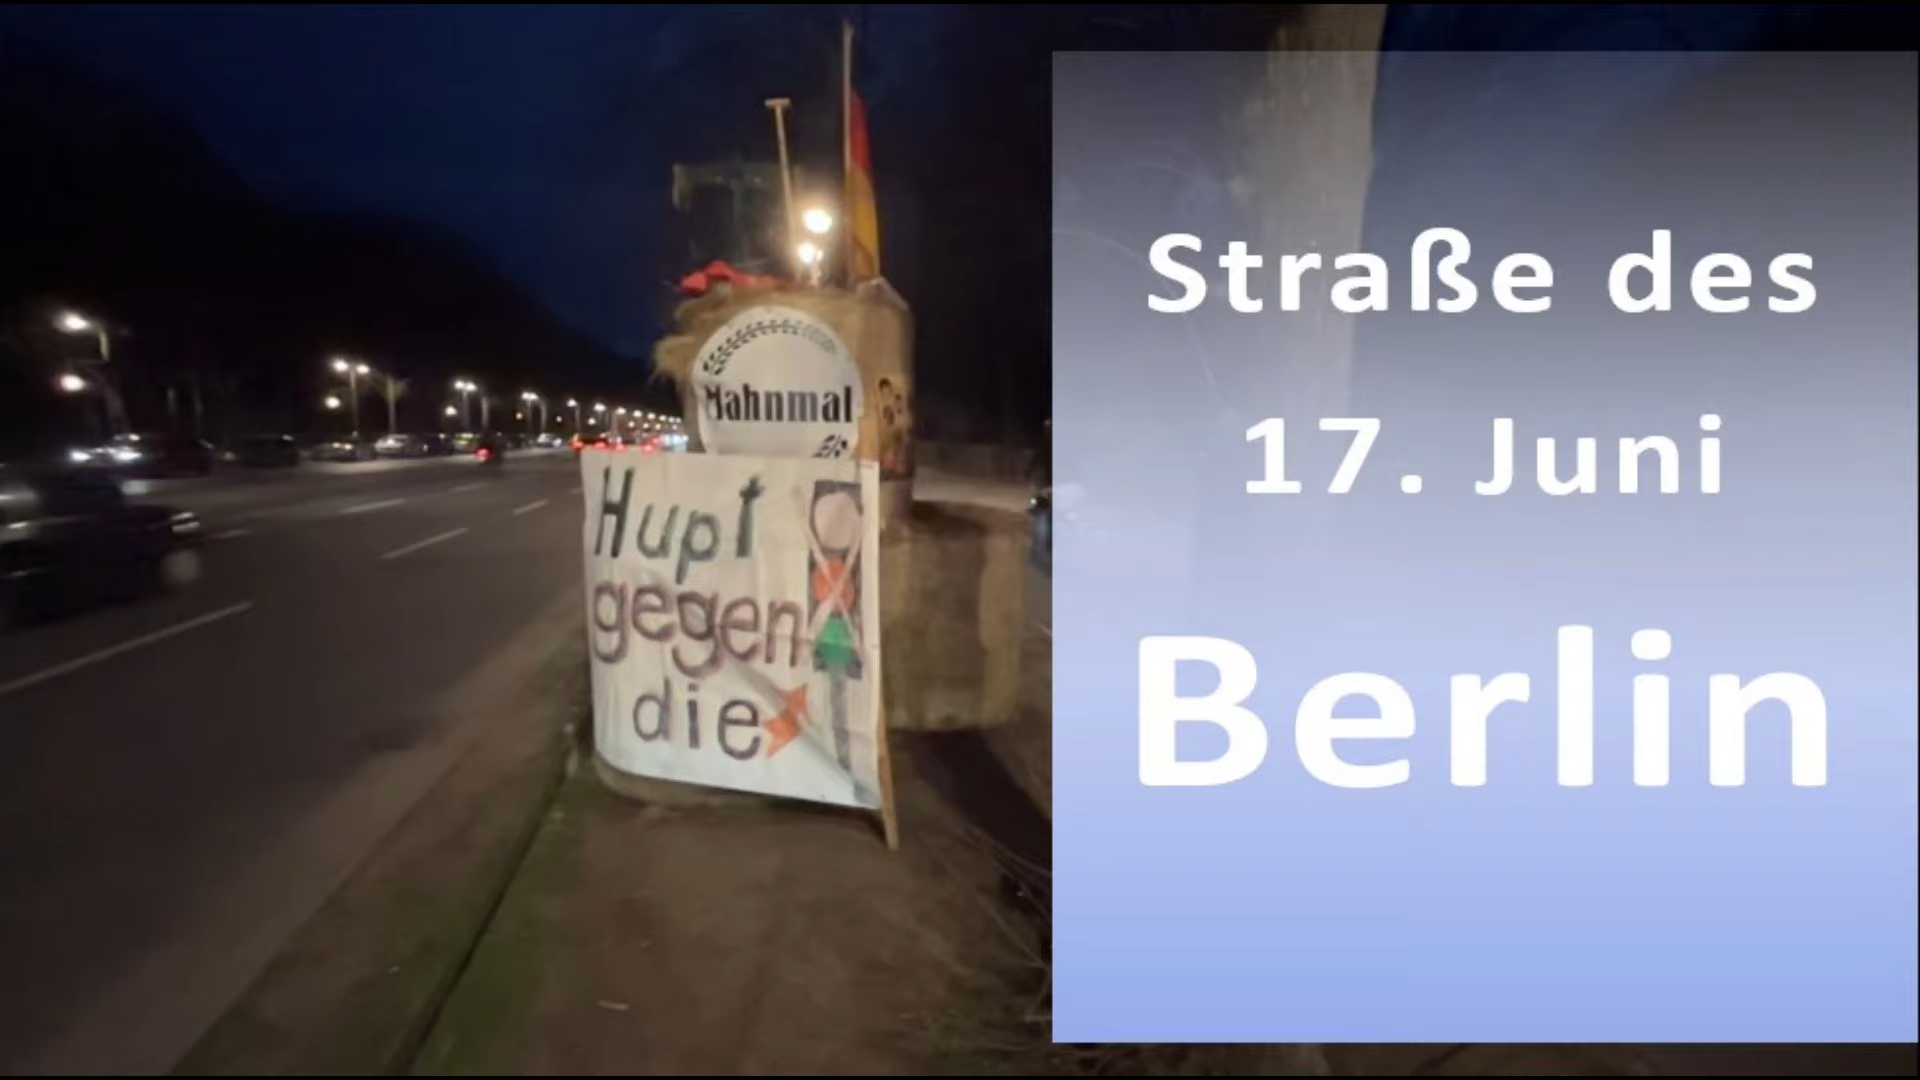 Mahnmal
Hupt
gegen
die
Straße des
17. Juni
Berlin